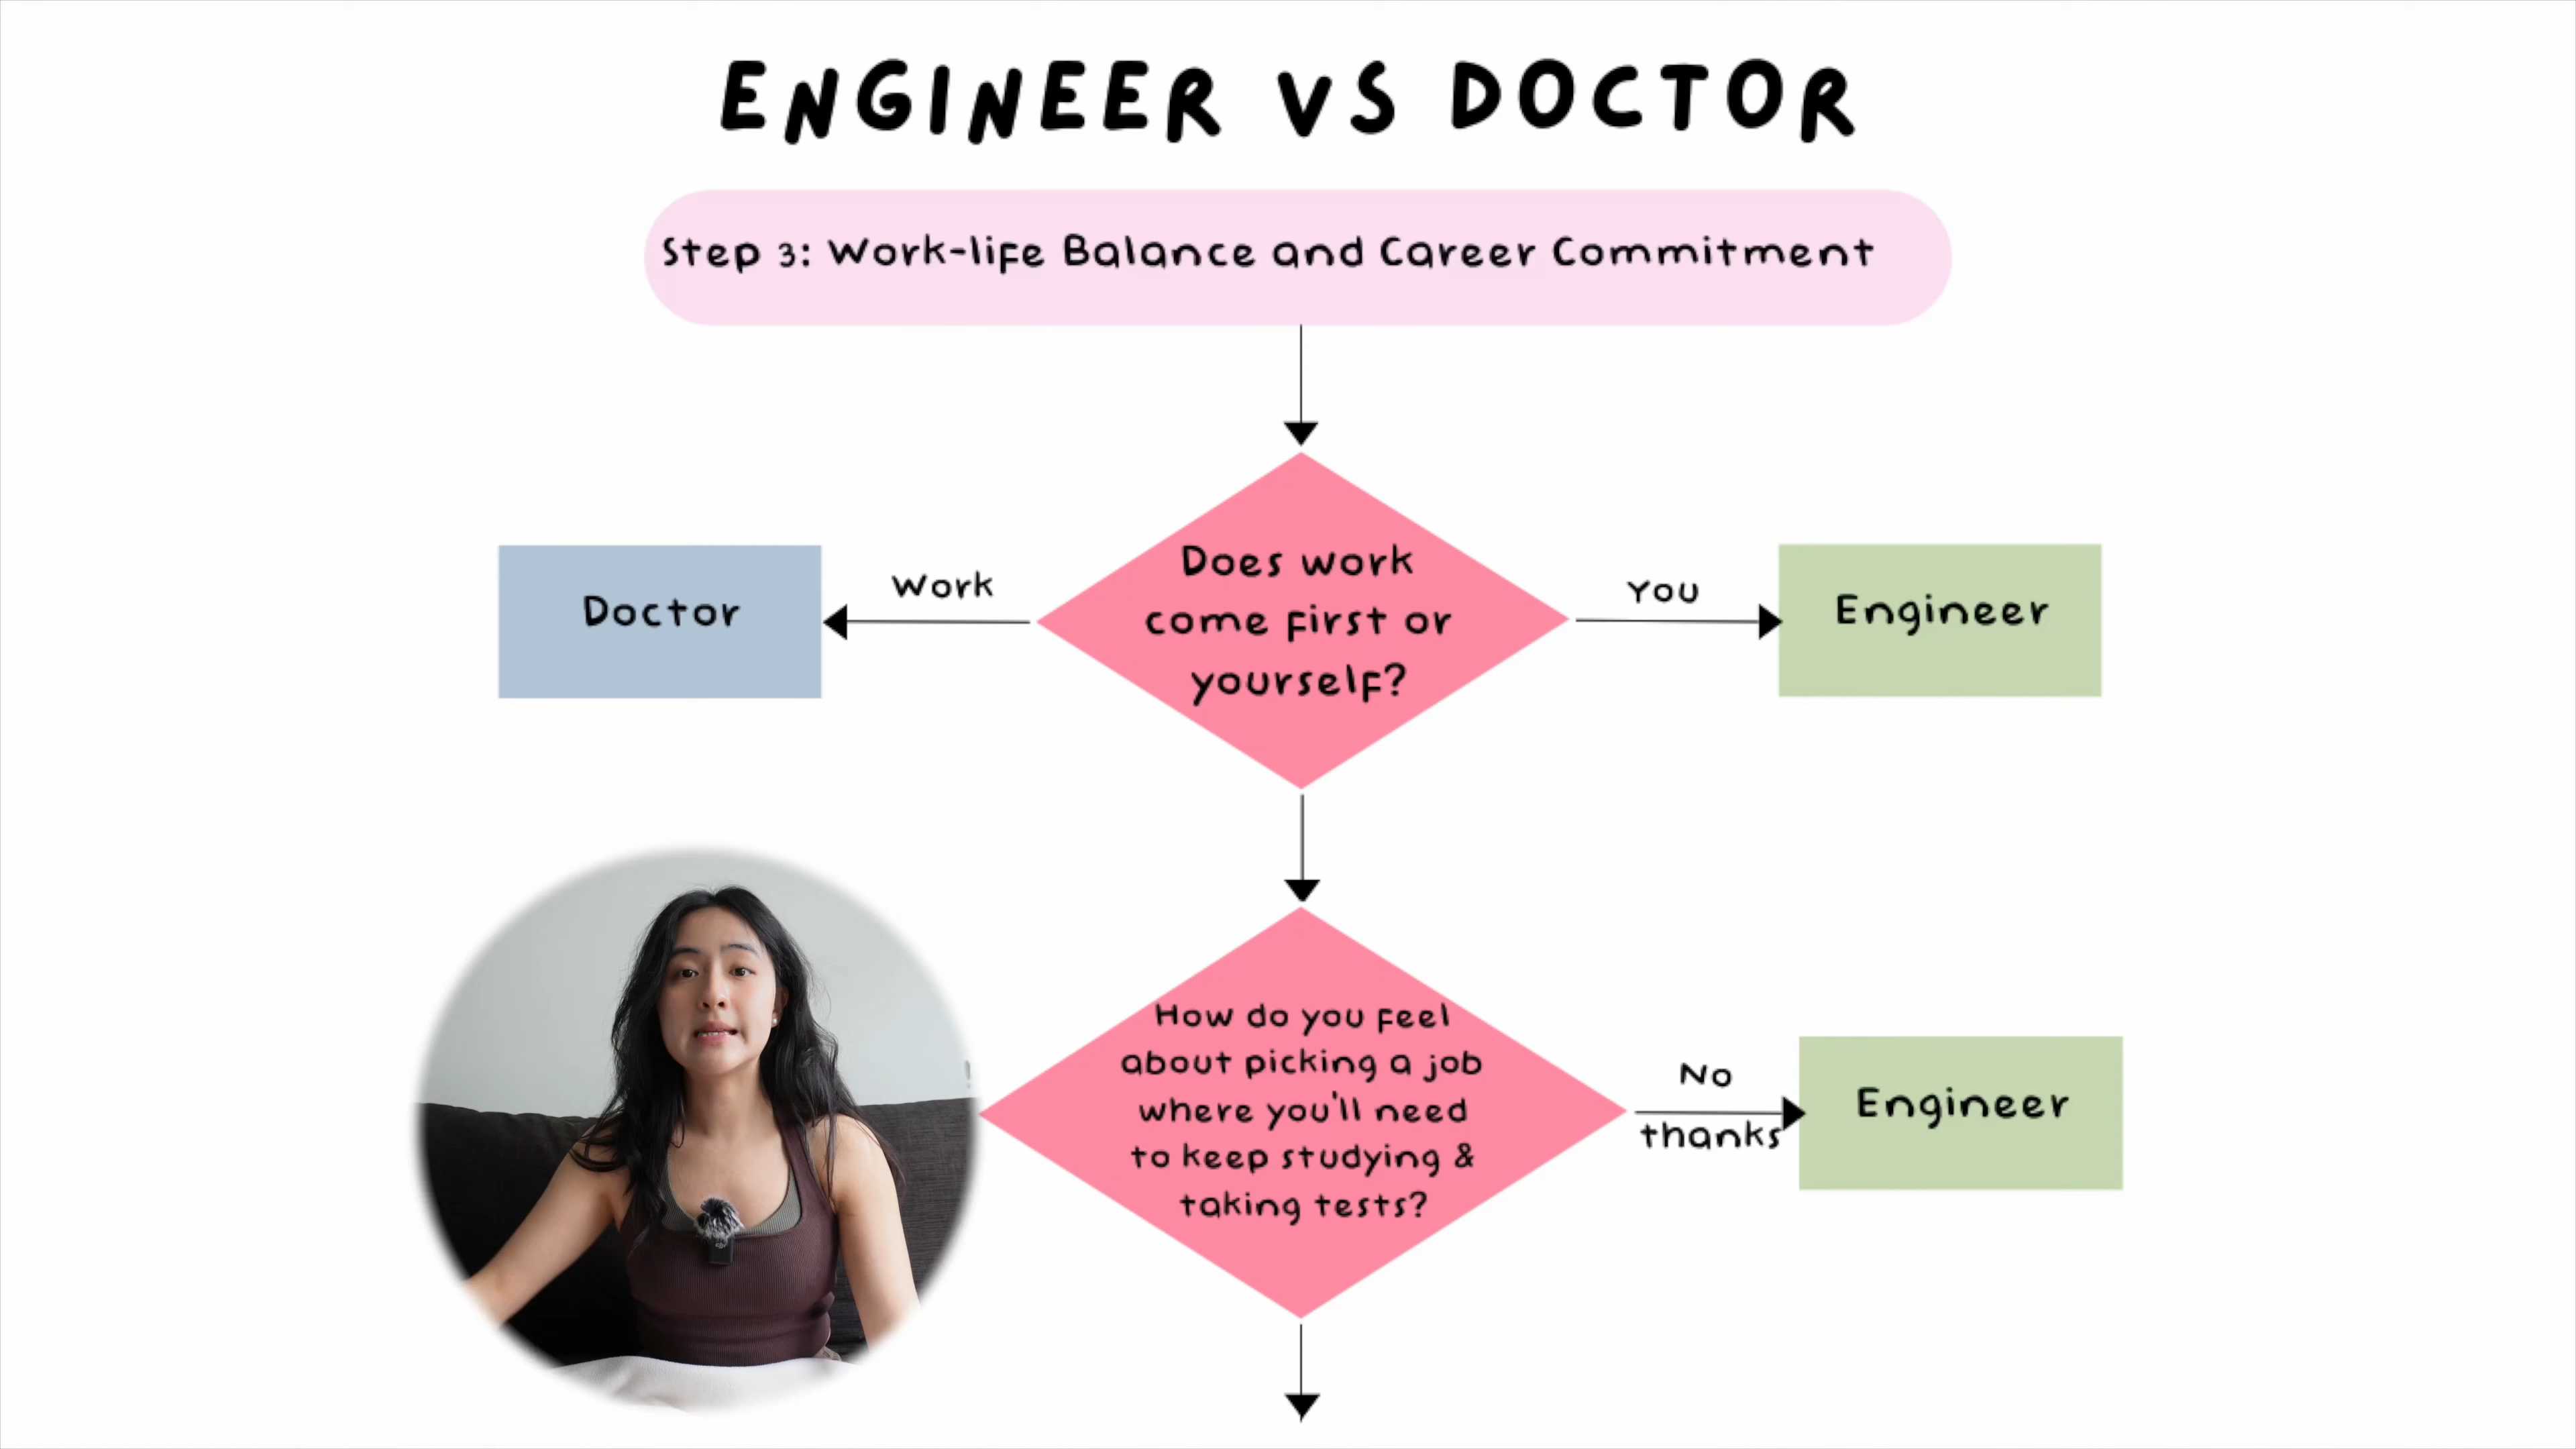 ENGINEER VS DOCTOR
Step 3: Work-life Balance and Career Commitment
Does work
come first or
yourself?
Work
Doctor
You
Engineer
How do you feel
about picking a job
where you'll need
to keep studying &
taking tests?
No
thanks
Engineer